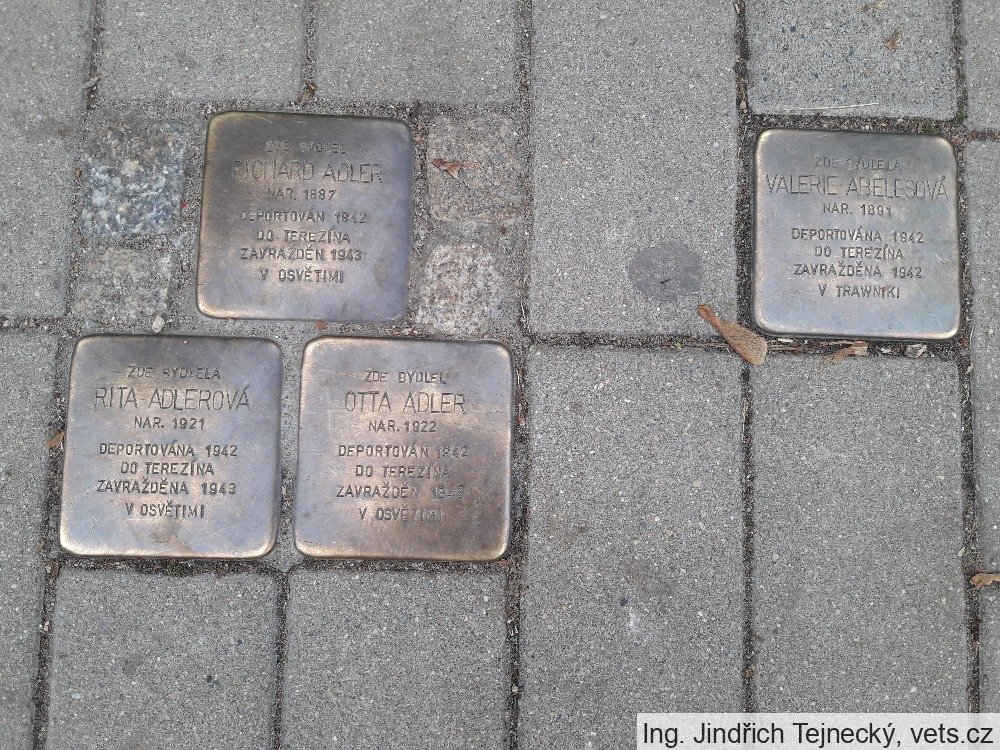 ZDE BYDLEL
RICHARD ADLER
NAR. 1887
DEPORTOVÁN 1942
DO TEREZÍNA
ZAVRAŽDĚN 1943
V OSVĚTIMI
ZDE BYDLELA
VALERIE ABELESOVÁ
NAR. 1891
DEPORTOVÁNA 1942
DO TEREZÍNA
ZAVRAŽDĚNA 1942
V TRAWNIKI
ZDE BYDLELA
RITA ADLEROVÁ
NAR. 1921
DEPORTOVÁNA 1942
DO TEREZÍNA
ZAVRAŽDĚNA 1943
V OSVĚTIMI
ZDE BYDLEL
OTTA ADLER
NAR. 1922
DEPORTOVÁN 1942
DO TEREZÍNA
ZAVRAŽDĚN 1943
V OSVĚTIMI
Ing. Jindřich Tejnecký, vets.cz